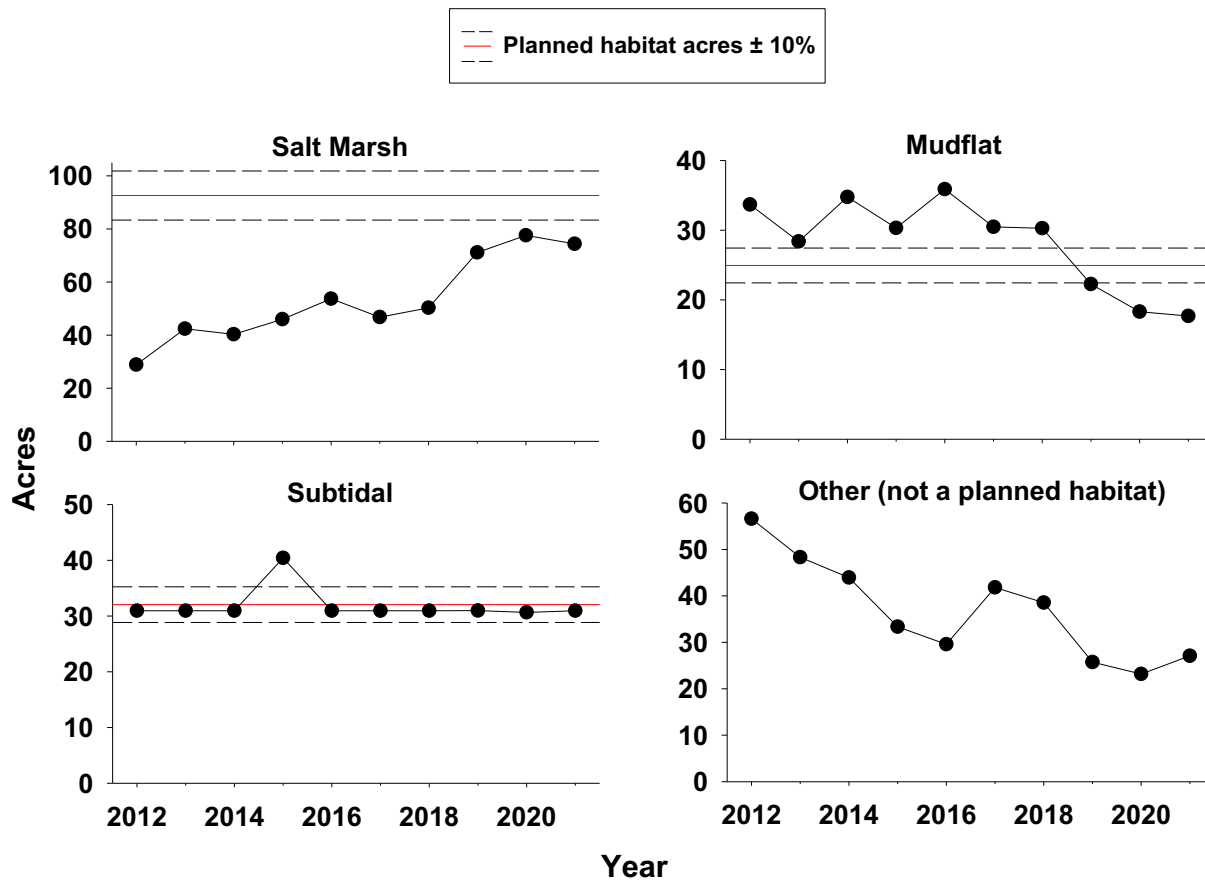 Planned habitat acres ± 10%
Salt Marsh
100
80
60
40
20
0
Mudflat
40
30
20
10
0
Acres
Subtidal
50
40
30
20
10
0
2012 2014 2016 2018 2020
Other (not a planned habitat)
60
50
40
30
20
10
0
2012 2014 2016 2018 2020
Year